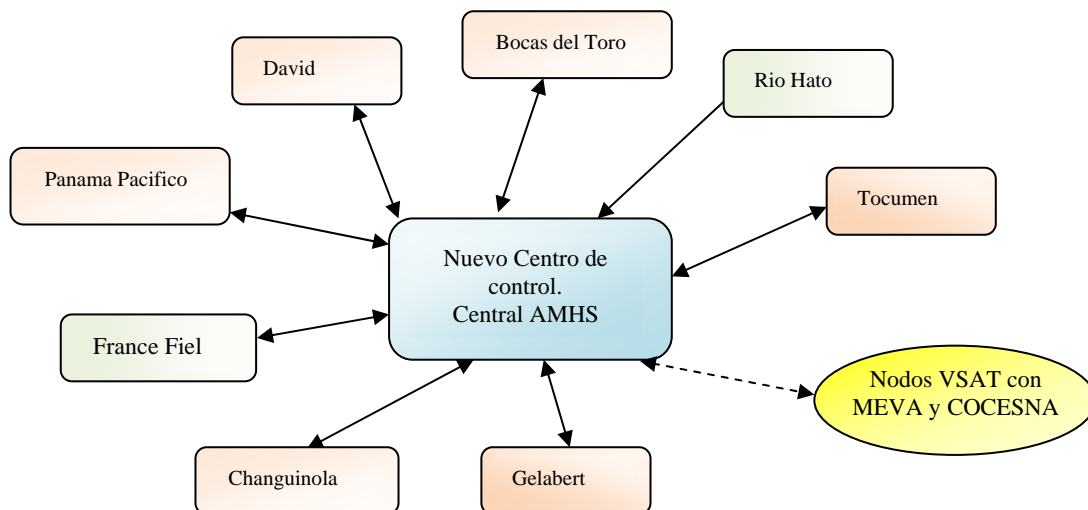 Bocas del Toro
David
Rio Hato
Panama Pacifico
Tocumen
Nuevo Centro de
control.
Central AMHS
France Fiel
Nodos VSAT con
MEVA y COCESNA
Changuinola
Gelabert